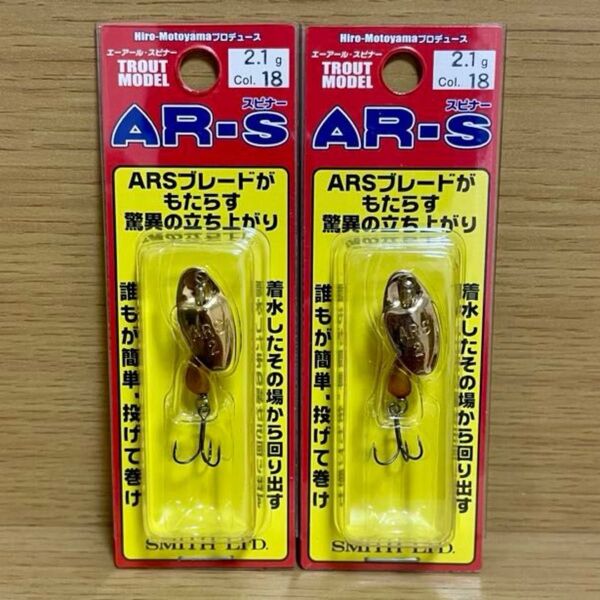 Hiro-Motoyamaプロデュース
エーアール・スピナー
TROUT
MODEL
2.1g
Col. 18
スピナー
AR-S
ARSブレードが
もたらす
驚異の立ち上がり
着水したその場から回り出す
誰もが簡単，投げて巻け
SMITH LTD.
Hiro-Motoyamaプロデュース
エーアール・スピナー
TROUT
MODEL
2.1g
Col. 18
スピナー
AR-S
ARSブレードが
もたらす
驚異の立ち上がり
着水したその場から回り出す
誰もが簡単，投げて巻け
SMITH LTD.